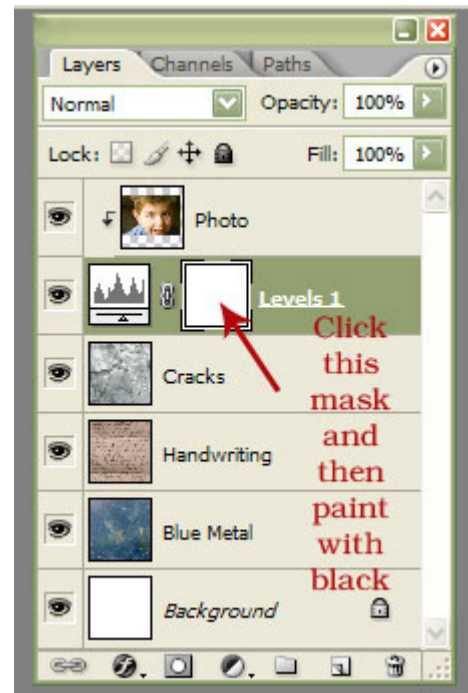 Layers Channels Paths
Normal Opacity: 100%
Lock: Fill: 100%
Photo
Levels 1
Click
this
mask
and
then
paint
with
black
Cracks
Handwriting
Blue Metal
Background